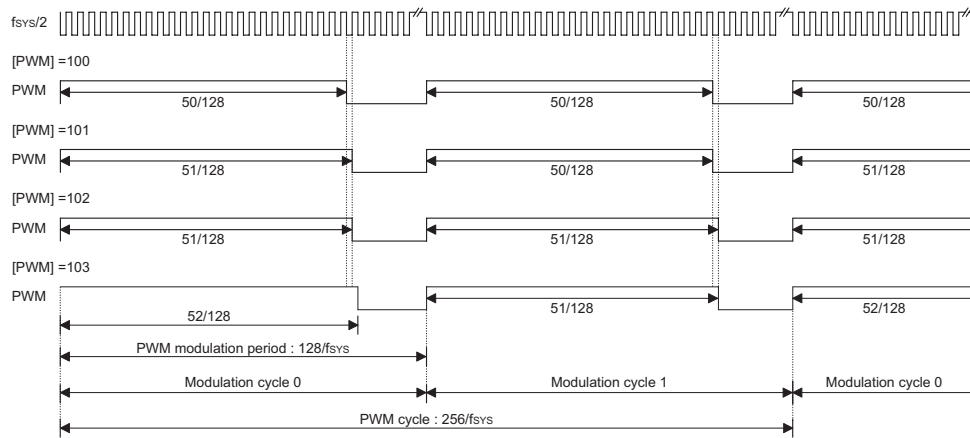 fSYS/2
[PWM] =100
PWM
50/128 50/128 50/128
[PWM] =101
PWM
51/128 50/128 51/128
[PWM] =102
PWM
51/128 51/128 51/128
[PWM] =103
PWM
52/128 51/128 52/128
PWM modulation period : 128/fSYS
Modulation cycle 0 Modulation cycle 1 Modulation cycle 0
PWM cycle : 256/fSYS